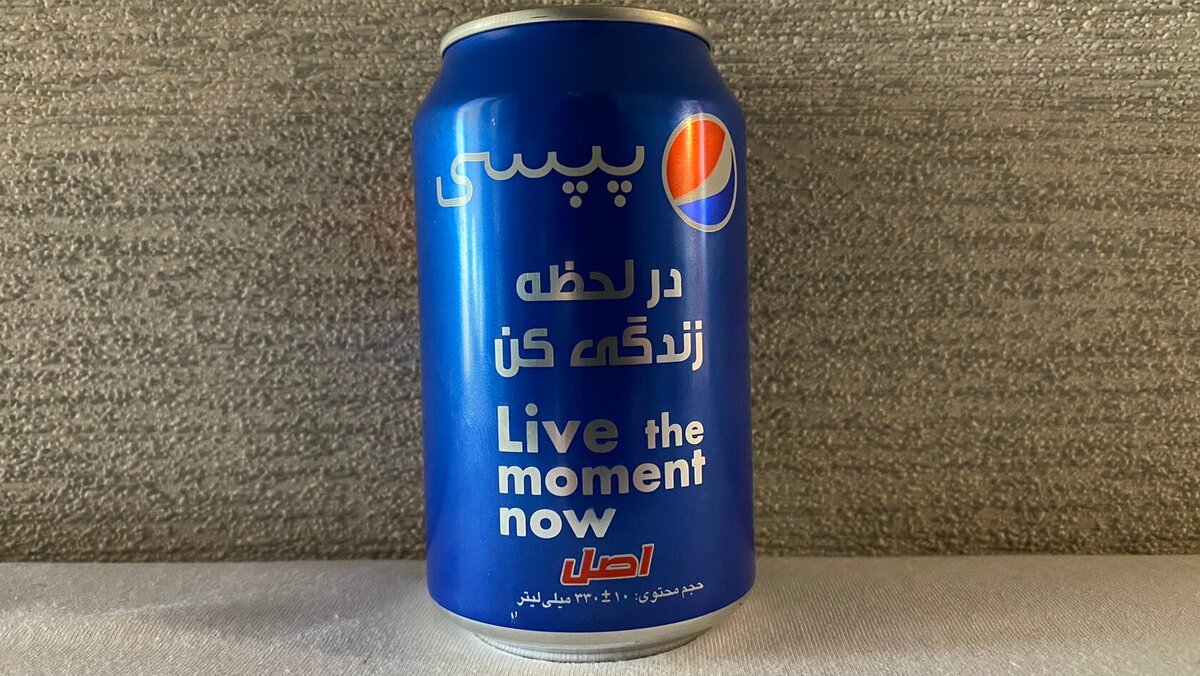 پپسی
در لحظه
زندگی کن
Live the
moment
now
اصل
حجم محتوی: ۱۰±۳۳۰ میلی لیتر